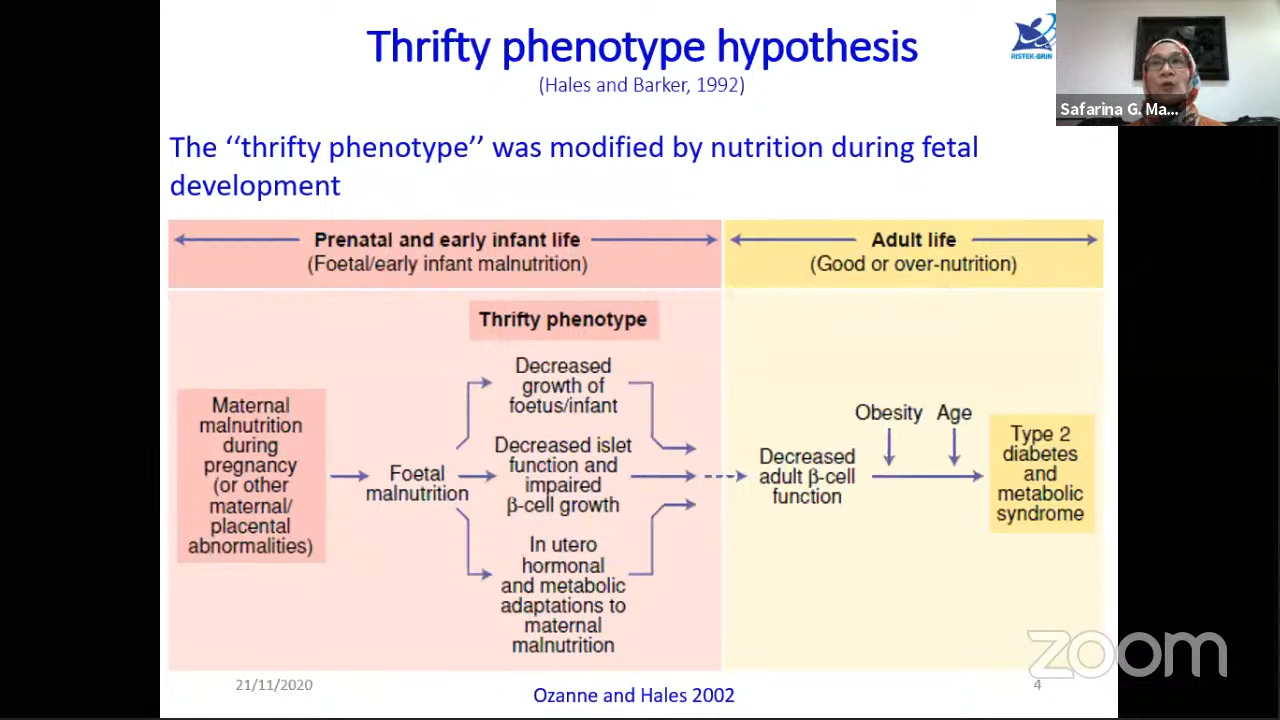 Thrifty phenotype hypothesis
(Hales and Barker, 1992)
RISTEK-BRIN
Safarina G. Ma...
The ‘‘thrifty phenotype’’ was modified by nutrition during fetal
development
Prenatal and early infant life
(Foetal/early infant malnutrition)
Adult life
(Good or over-nutrition)
Thrifty phenotype
Maternal
malnutrition
during
pregnancy
(or other
maternal/
placental
abnormalities)
Foetal
malnutrition
Decreased
growth of
foetus/infant
Decreased islet
function and
impaired
β-cell growth
In utero
hormonal
and metabolic
adaptations to
maternal
malnutrition
Decreased
adult β-cell
function
Obesity
Age
Type 2
diabetes
and
metabolic
syndrome
zoom
21/11/2020
Ozanne and Hales 2002
4